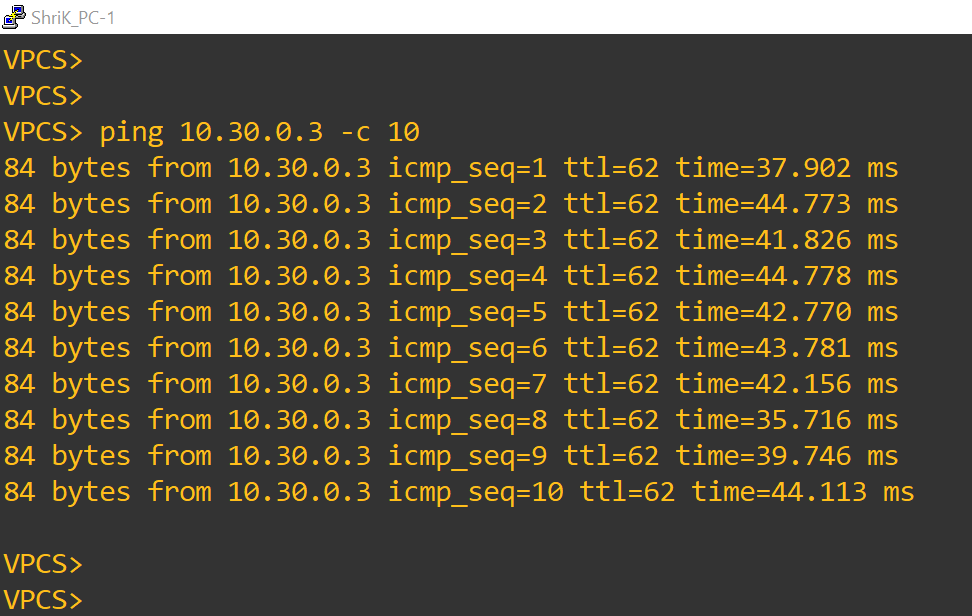 ShriK_PC-1
VPCS>
VPCS>
VPCS> ping 10.30.0.3 -c 10
84 bytes from 10.30.0.3 icmp_seq=1 ttl=62 time=37.902 ms
84 bytes from 10.30.0.3 icmp_seq=2 ttl=62 time=44.773 ms
84 bytes from 10.30.0.3 icmp_seq=3 ttl=62 time=41.826 ms
84 bytes from 10.30.0.3 icmp_seq=4 ttl=62 time=44.778 ms
84 bytes from 10.30.0.3 icmp_seq=5 ttl=62 time=42.770 ms
84 bytes from 10.30.0.3 icmp_seq=6 ttl=62 time=43.781 ms
84 bytes from 10.30.0.3 icmp_seq=7 ttl=62 time=42.156 ms
84 bytes from 10.30.0.3 icmp_seq=8 ttl=62 time=35.716 ms
84 bytes from 10.30.0.3 icmp_seq=9 ttl=62 time=39.746 ms
84 bytes from 10.30.0.3 icmp_seq=10 ttl=62 time=44.113 ms
VPCS>
VPCS>